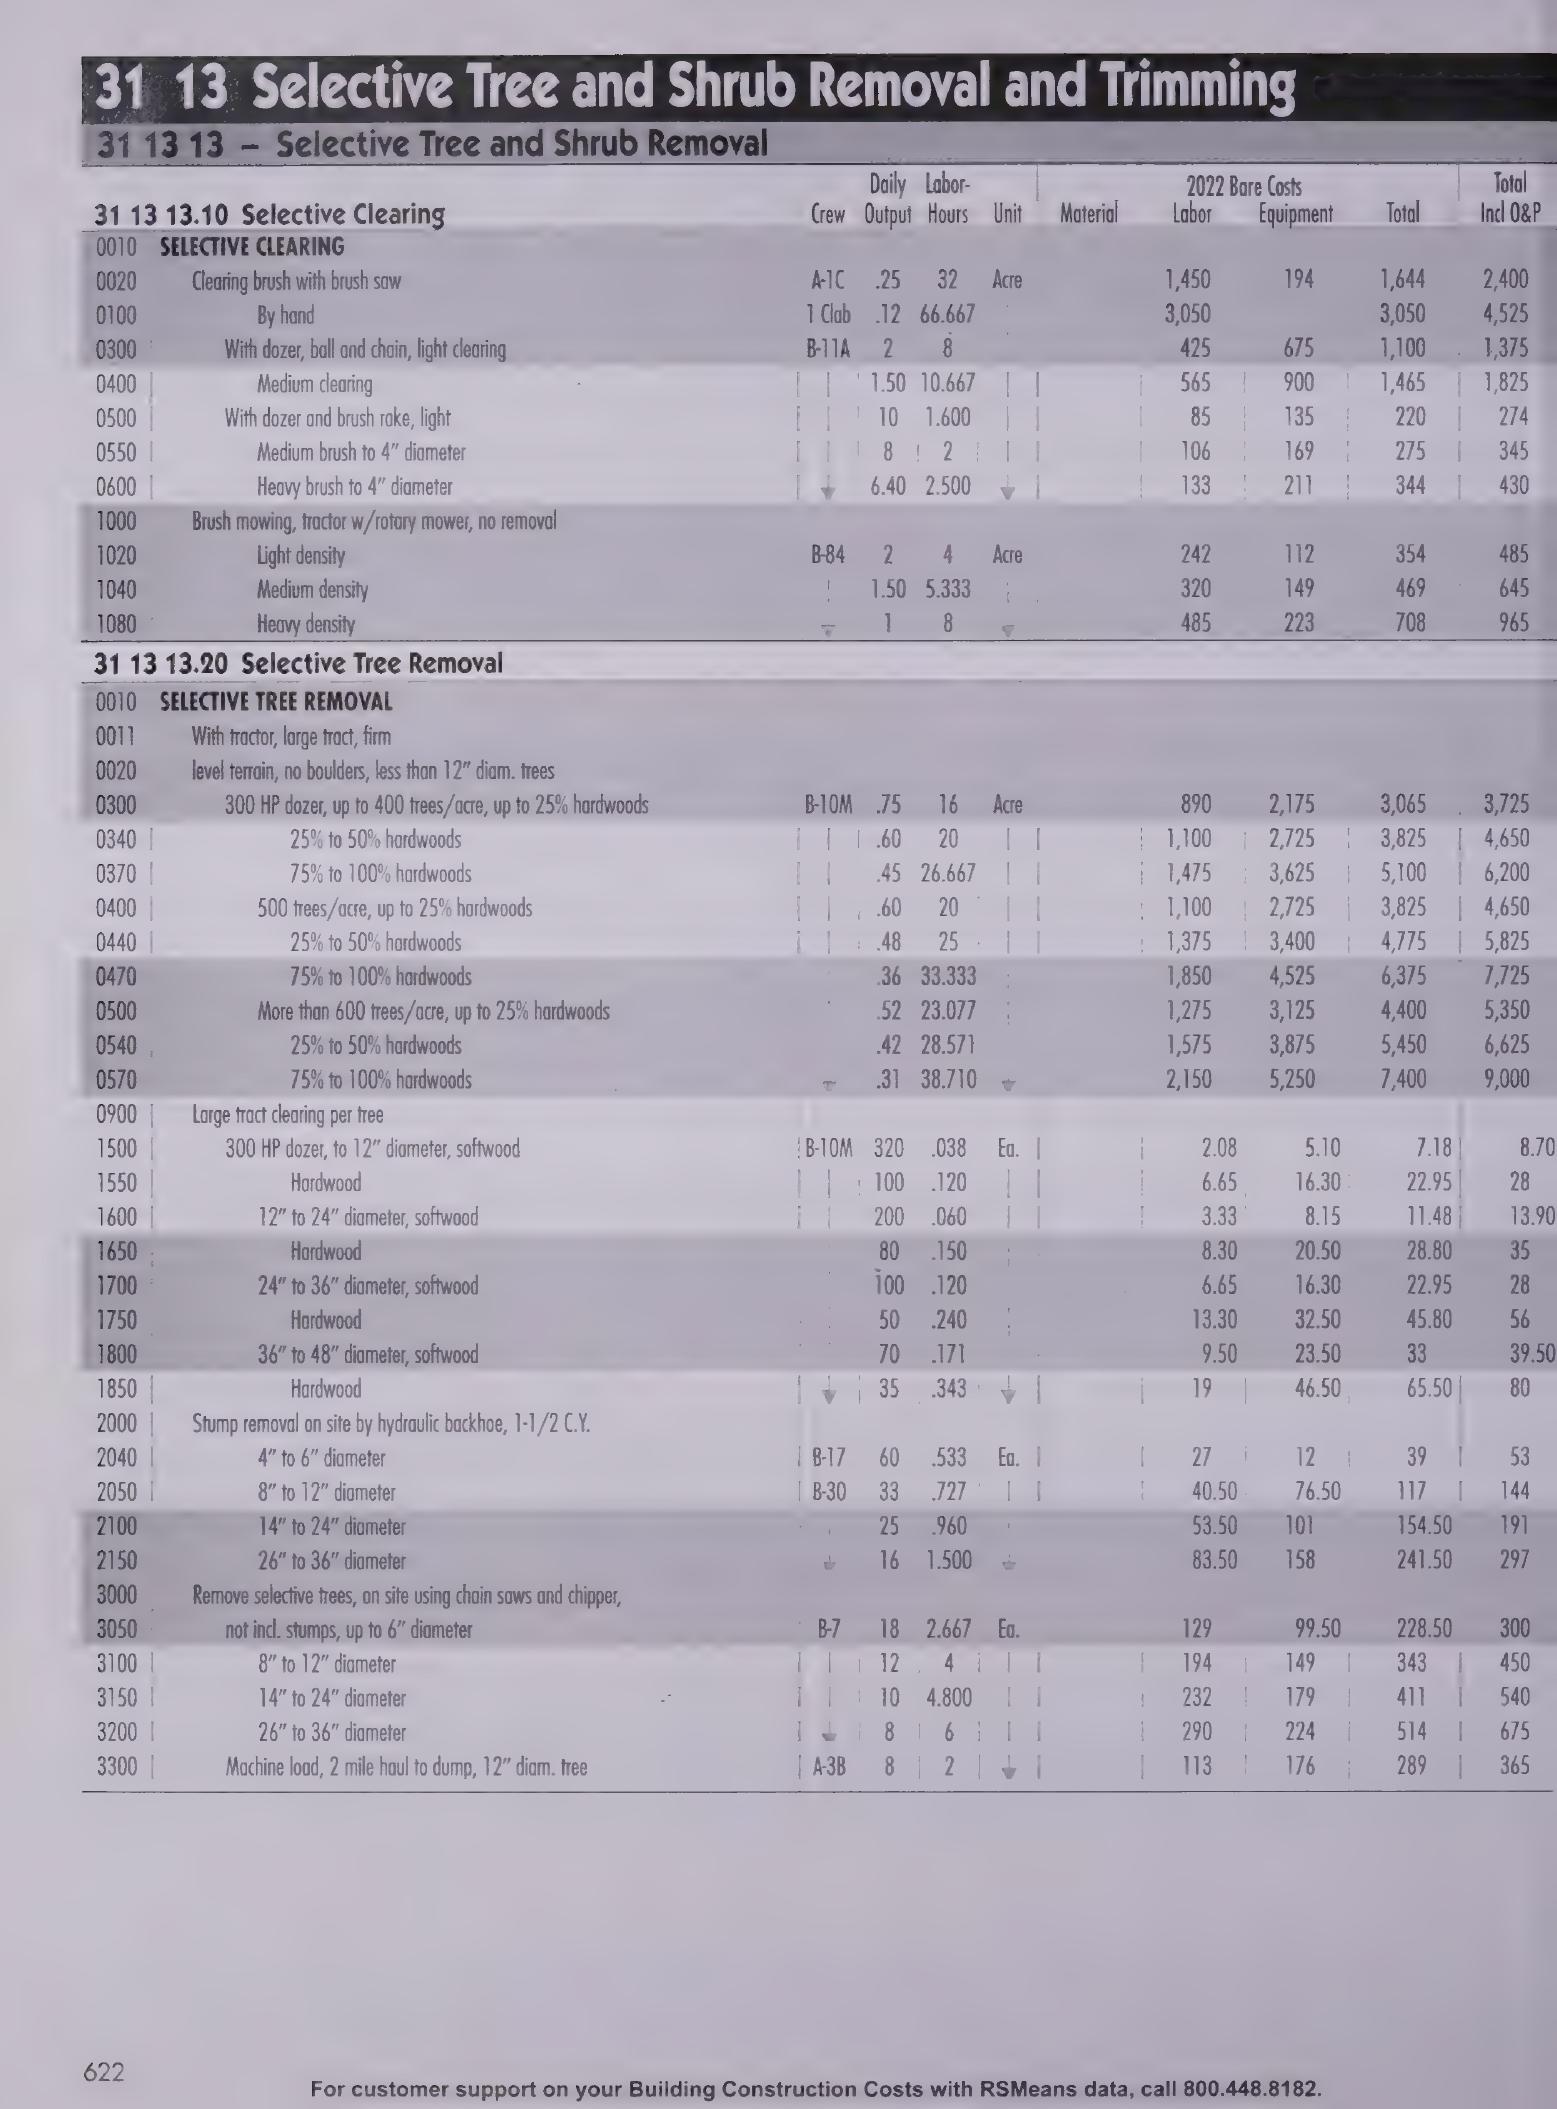 31 13 Selective Tree and Shrub Removal and Trimming
31 13 13 – Selective Tree and Shrub Removal
Daily Labor- 2022 Bare Costs Total
31 13 13.10 Selective Clearing Crew Output Hours Unit Material Labor Equipment Total Incl O&P
0010 SELECTIVE CLEARING
0020 Clearing brush with brush saw A-1C .25 32 Acre 1,450 194 1,644 2,400
0100 By hand 1 Clab .12 66.667 3,050 3,050 4,525
0300 With dozer, ball and chain, light clearing B-11A 2 8 425 675 1,100 1,375
0400 Medium clearing 1.50 10.667 565 900 1,465 1,825
0500 With dozer and brush rake, light 10 1.600 85 135 220 274
0550 Medium brush to 4" diameter 8 2 106 169 275 345
0600 Heavy brush to 4" diameter 6.40 2.500 133 211 344 430
1000 Brush mowing, tractor w/rotary mower, no removal
1020 Light density B-84 2 4 Acre 242 112 354 485
1040 Medium density 1.50 5.333 320 149 469 645
1080 Heavy density 1 8 485 223 708 965
31 13 13.20 Selective Tree Removal
0010 SELECTIVE TREE REMOVAL
0011 With tractor, large tract, firm
0020 level terrain, no boulders, less than 12" diam. trees
0300 300 HP dozer, up to 400 trees/acre, up to 25% hardwoods B-10M .75 16 Acre 890 2,175 3,065 3,725
0340 25% to 50% hardwoods .60 20 1,100 2,725 3,825 4,650
0370 75% to 100% hardwoods .45 26.667 1,475 3,625 5,100 6,200
0400 500 trees/acre, up to 25% hardwoods .60 20 1,100 2,725 3,825 4,650
0440 25% to 50% hardwoods .48 25 1,375 3,400 4,775 5,825
0470 75% to 100% hardwoods .36 33.333 1,850 4,525 6,375 7,725
0500 More than 600 trees/acre, up to 25% hardwoods .52 23.077 1,275 3,125 4,400 5,350
0540 25% to 50% hardwoods .42 28.571 1,575 3,875 5,450 6,625
0570 75% to 100% hardwoods .31 38.710 2,150 5,250 7,400 9,000
0900 Large tract clearing per tree
1500 300 HP dozer, to 12" diameter, softwood B-10M 320 .038 Ea. 2.08 5.10 7.18 8.70
1550 Hardwood 100 .120 6.65 16.30 22.95 28
1600 12" to 24" diameter, softwood 200 .060 3.33 8.15 11.48 13.90
1650 Hardwood 80 .150 8.30 20.50 28.80 35
1700 24" to 36" diameter, softwood 100 .120 6.65 16.30 22.95 28
1750 Hardwood 50 .240 13.30 32.50 45.80 56
1800 36" to 48" diameter, softwood 70 .171 9.50 23.50 33 39.50
1850 Hardwood 35 .343 19 46.50 65.50 80
2000 Stump removal on site by hydraulic backhoe, 1-1/2 C.Y.
2040 4" to 6" diameter B-17 60 .533 Ea. 27 12 39 53
2050 8" to 12" diameter B-30 33 .727 40.50 76.50 117 144
2100 14" to 24" diameter 25 .960 53.50 101 154.50 191
2150 26" to 36" diameter 16 1.500 83.50 158 241.50 297
3000 Remove selective trees, on site using chain saws and chipper,
3050 not incl. stumps, up to 6" diameter B-7 18 2.667 Ea. 129 99.50 228.50 300
3100 8" to 12" diameter 12 4 194 149 343 450
3150 14" to 24" diameter 10 4.800 232 179 411 540
3200 26" to 36" diameter 8 6 290 224 514 675
3300 Machine load, 2 mile haul to dump, 12" diam. tree A-3B 8 2 113 176 289 365
622
For customer support on your Building Construction Costs with RSMeans data, call 800.448.8182.